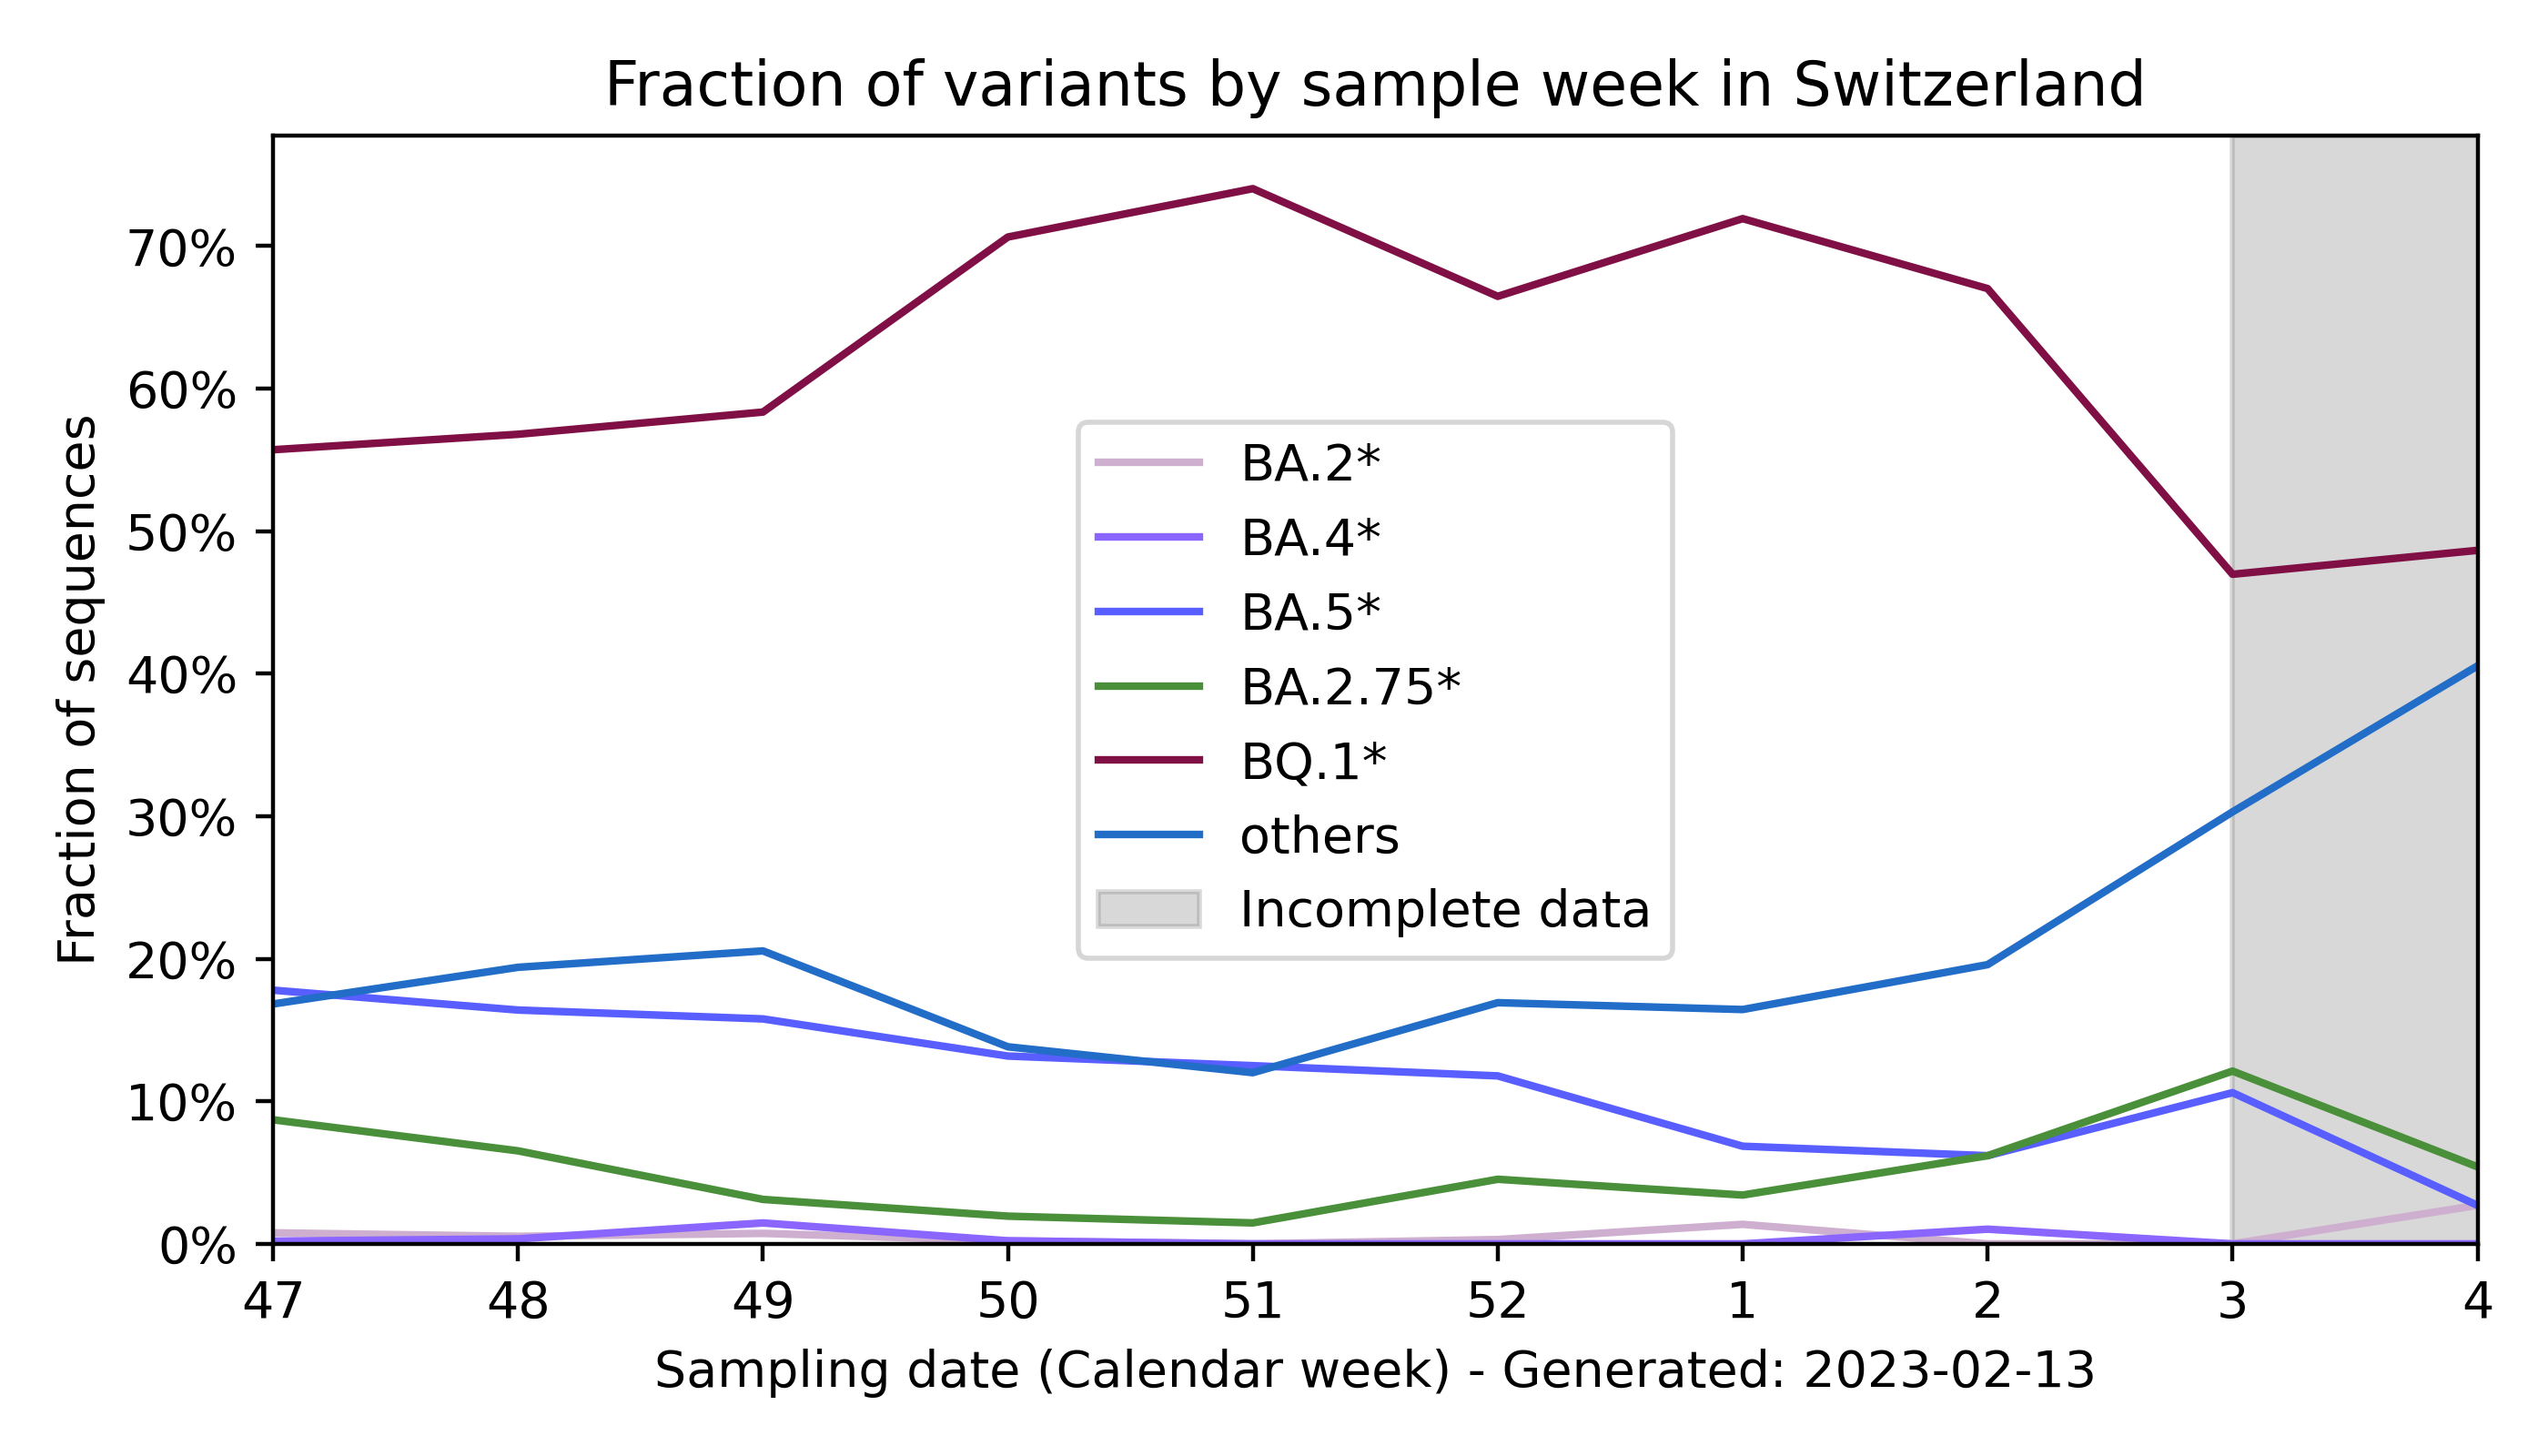 Fraction of variants by sample week in Switzerland
Fraction of sequences
70%
60%
50%
40%
30%
20%
10%
0%
BA.2*
BA.4*
BA.5*
BA.2.75*
BQ.1*
others
Incomplete data
47 48 49 50 51 52 1 2 3 4
Sampling date (Calendar week) - Generated: 2023-02-13